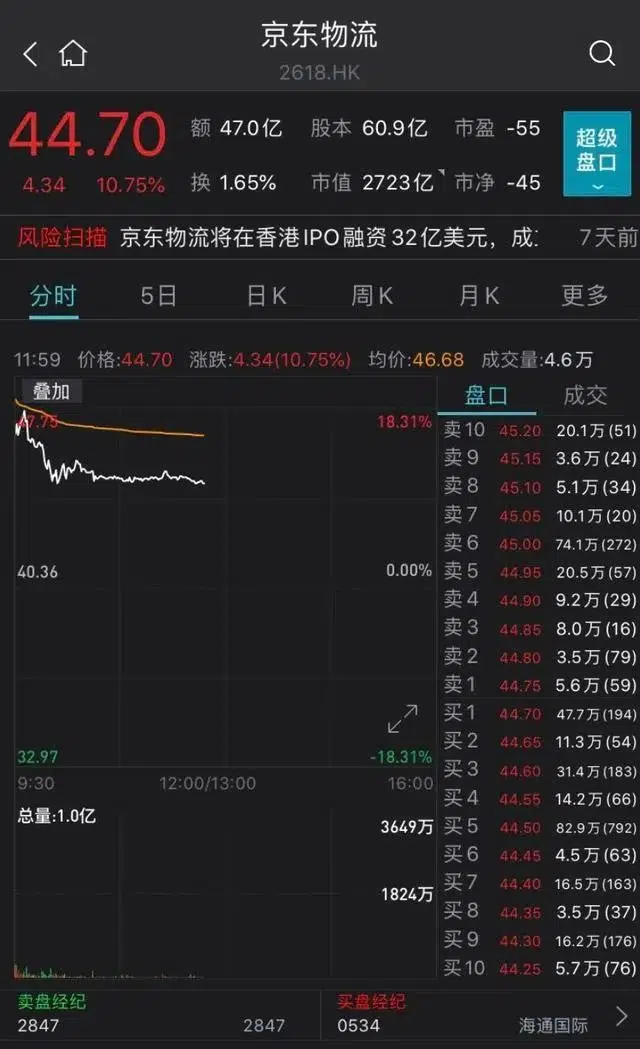 京东物流
2618.HK
44.70
4.34 10.75%
额 47.0亿 股本 60.9亿 市盈 -55
换 1.65% 市值 2723亿 市净 -45
超级
盘口
风险扫描 京东物流将在香港IPO融资32亿美元，成 7天前
分时 5日 日K 周K 月K 更多
11:59 价格:44.70 涨跌:4.34(10.75%) 均价:46.68 成交量:4.6万
叠加
47.75 18.31%
40.36 0.00%
32.97 -18.31%
9:30 12:00/13:00 16:00
总量:1.0亿
3649万
1824万
盘口 成交
卖10 45.20 20.1万(51)
卖9 45.15 3.6万(24)
卖8 45.10 5.1万(34)
卖7 45.05 10.1万(20)
卖6 45.00 74.1万(272)
卖5 44.95 20.5万(57)
卖4 44.90 9.2万(29)
卖3 44.85 8.0万(16)
卖2 44.80 3.5万(79)
卖1 44.75 5.6万(59)
买1 44.70 47.7万(194)
买2 44.65 11.3万(54)
买3 44.60 31.4万(183)
买4 44.55 14.2万(66)
买5 44.50 82.9万(792)
买6 44.45 4.5万(63)
买7 44.40 16.5万(163)
买8 44.35 3.5万(37)
买9 44.30 16.2万(176)
买10 44.25 5.7万(76)
卖盘经纪 买盘经纪
2847 2847 0534 海通国际